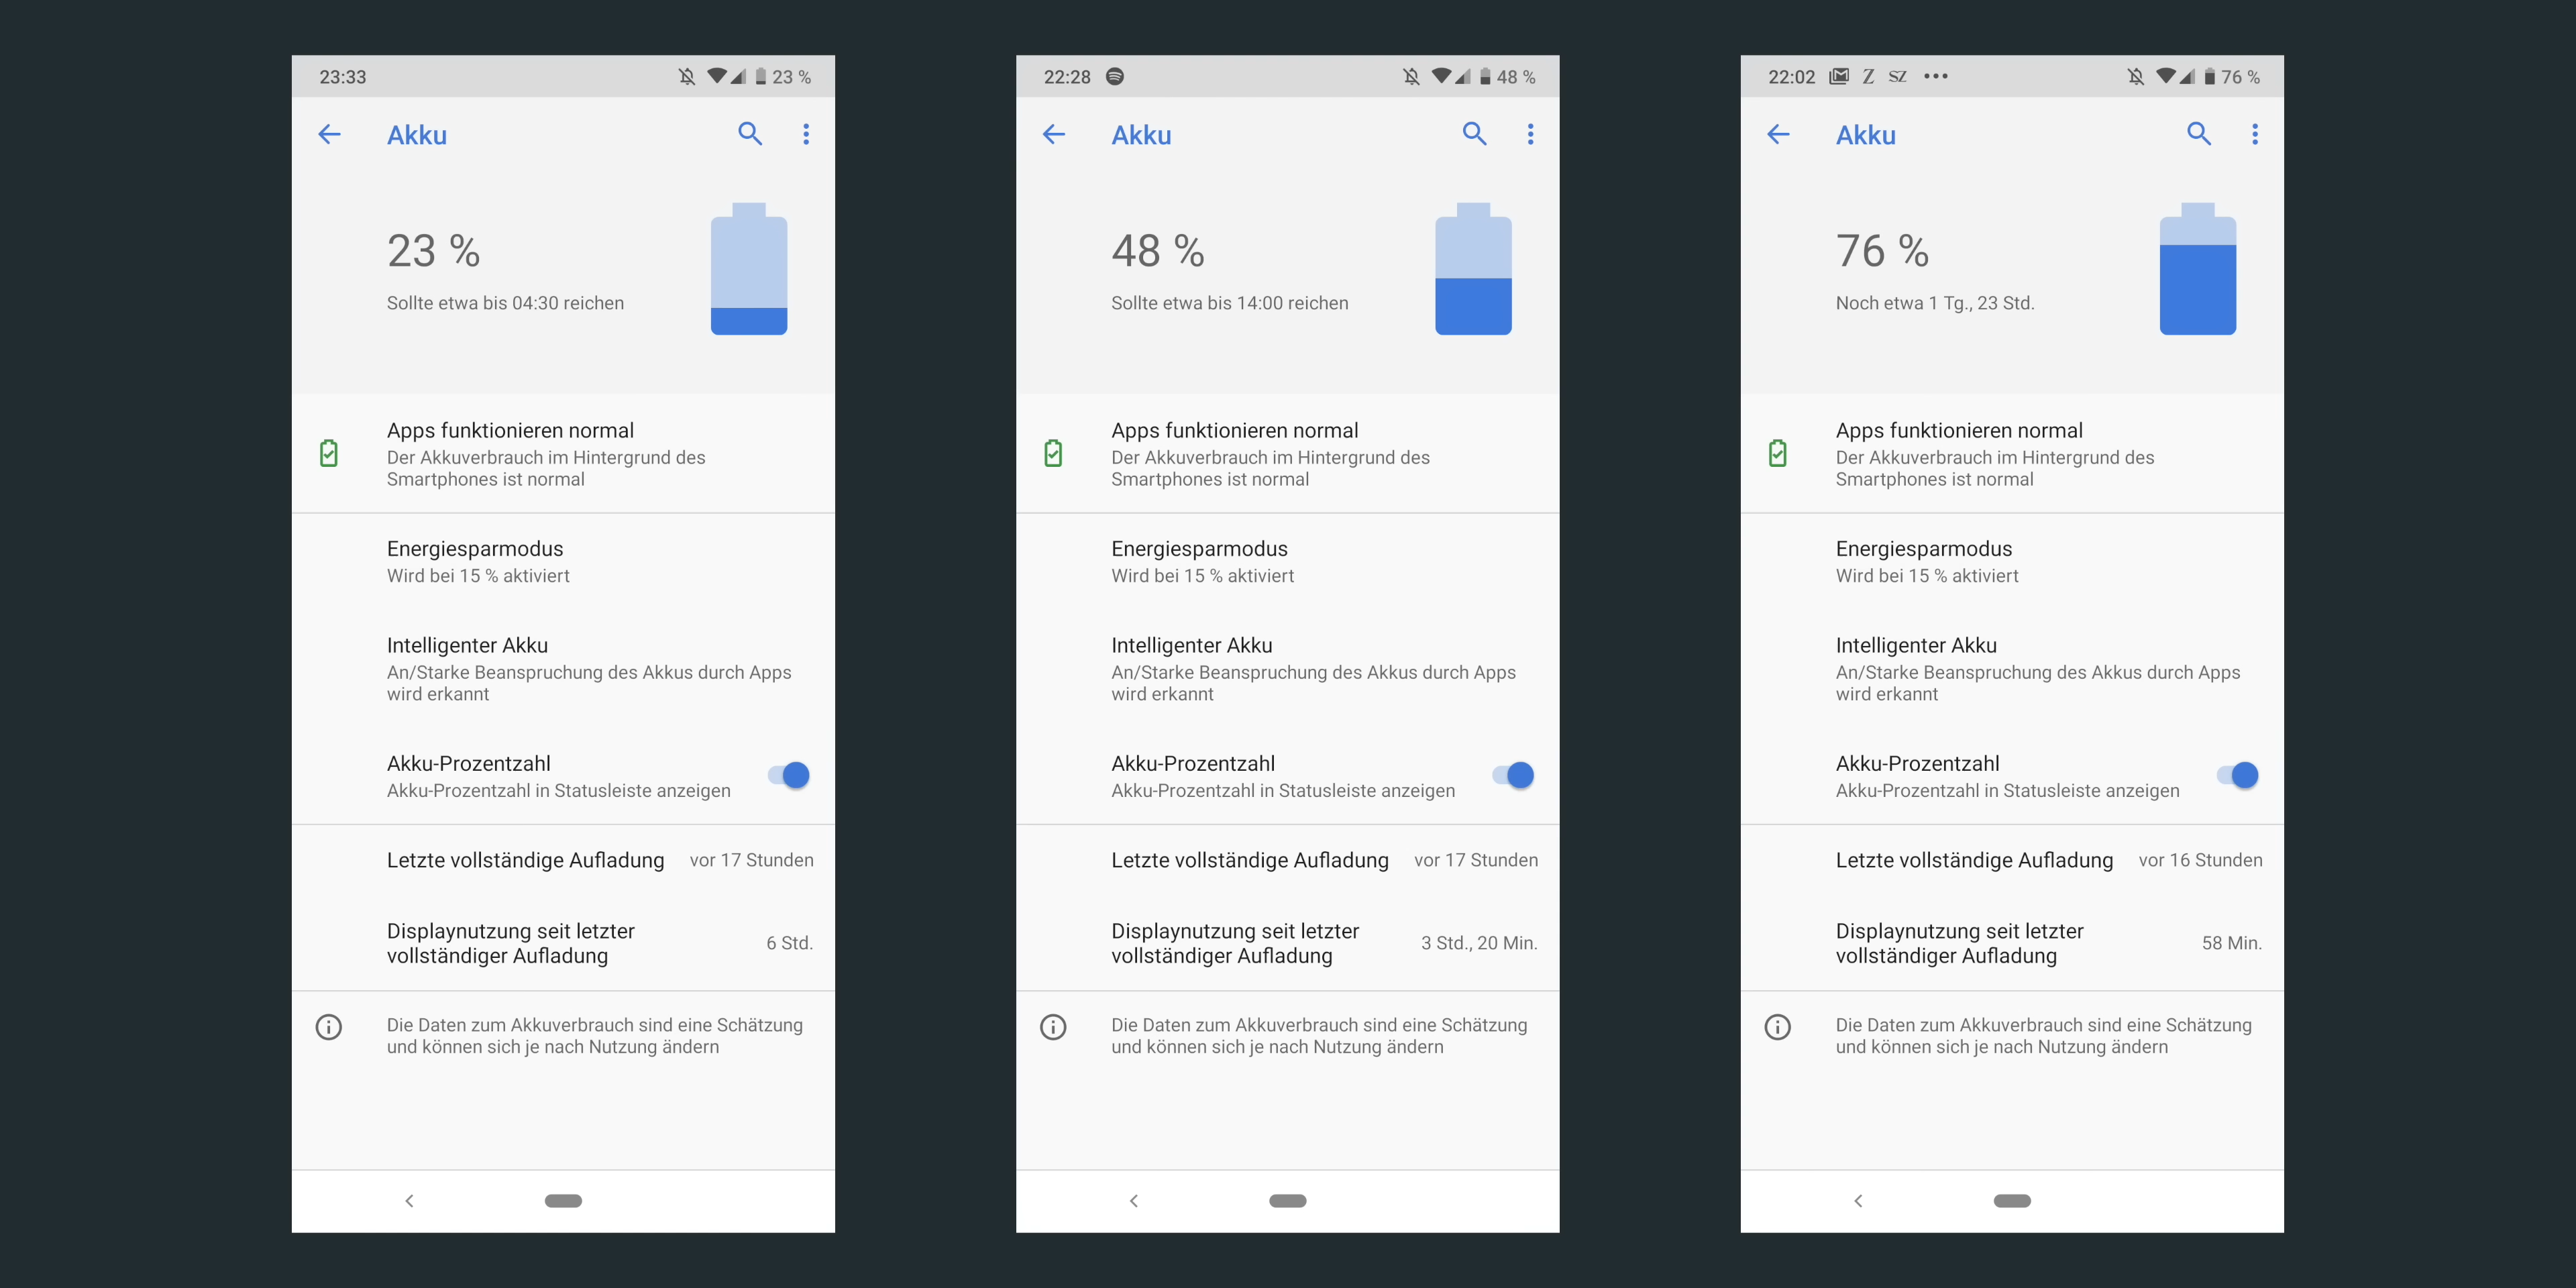 23:33
23 %
Akku
23 %
Sollte etwa bis 04:30 reichen
Apps funktionieren normal
Der Akkuverbrauch im Hintergrund des
Smartphones ist normal
Energiesparmodus
Wird bei 15 % aktiviert
Intelligenter Akku
An/Starke Beanspruchung des Akkus durch Apps
wird erkannt
Akku-Prozentzahl
Akku-Prozentzahl in Statusleiste anzeigen
Letzte vollständige Aufladung vor 17 Stunden
Displaynutzung seit letzter
vollständiger Aufladung
6 Std.
Die Daten zum Akkuverbrauch sind eine Schätzung
und können sich je nach Nutzung ändern
22:28
48 %
Akku
48 %
Sollte etwa bis 14:00 reichen
Apps funktionieren normal
Der Akkuverbrauch im Hintergrund des
Smartphones ist normal
Energiesparmodus
Wird bei 15 % aktiviert
Intelligenter Akku
An/Starke Beanspruchung des Akkus durch Apps
wird erkannt
Akku-Prozentzahl
Akku-Prozentzahl in Statusleiste anzeigen
Letzte vollständige Aufladung vor 17 Stunden
Displaynutzung seit letzter
vollständiger Aufladung
3 Std., 20 Min.
Die Daten zum Akkuverbrauch sind eine Schätzung
und können sich je nach Nutzung ändern
22:02 Z SZ
76 %
Akku
76 %
Noch etwa 1 Tg., 23 Std.
Apps funktionieren normal
Der Akkuverbrauch im Hintergrund des
Smartphones ist normal
Energiesparmodus
Wird bei 15 % aktiviert
Intelligenter Akku
An/Starke Beanspruchung des Akkus durch Apps
wird erkannt
Akku-Prozentzahl
Akku-Prozentzahl in Statusleiste anzeigen
Letzte vollständige Aufladung vor 16 Stunden
Displaynutzung seit letzter
vollständiger Aufladung
58 Min.
Die Daten zum Akkuverbrauch sind eine Schätzung
und können sich je nach Nutzung ändern